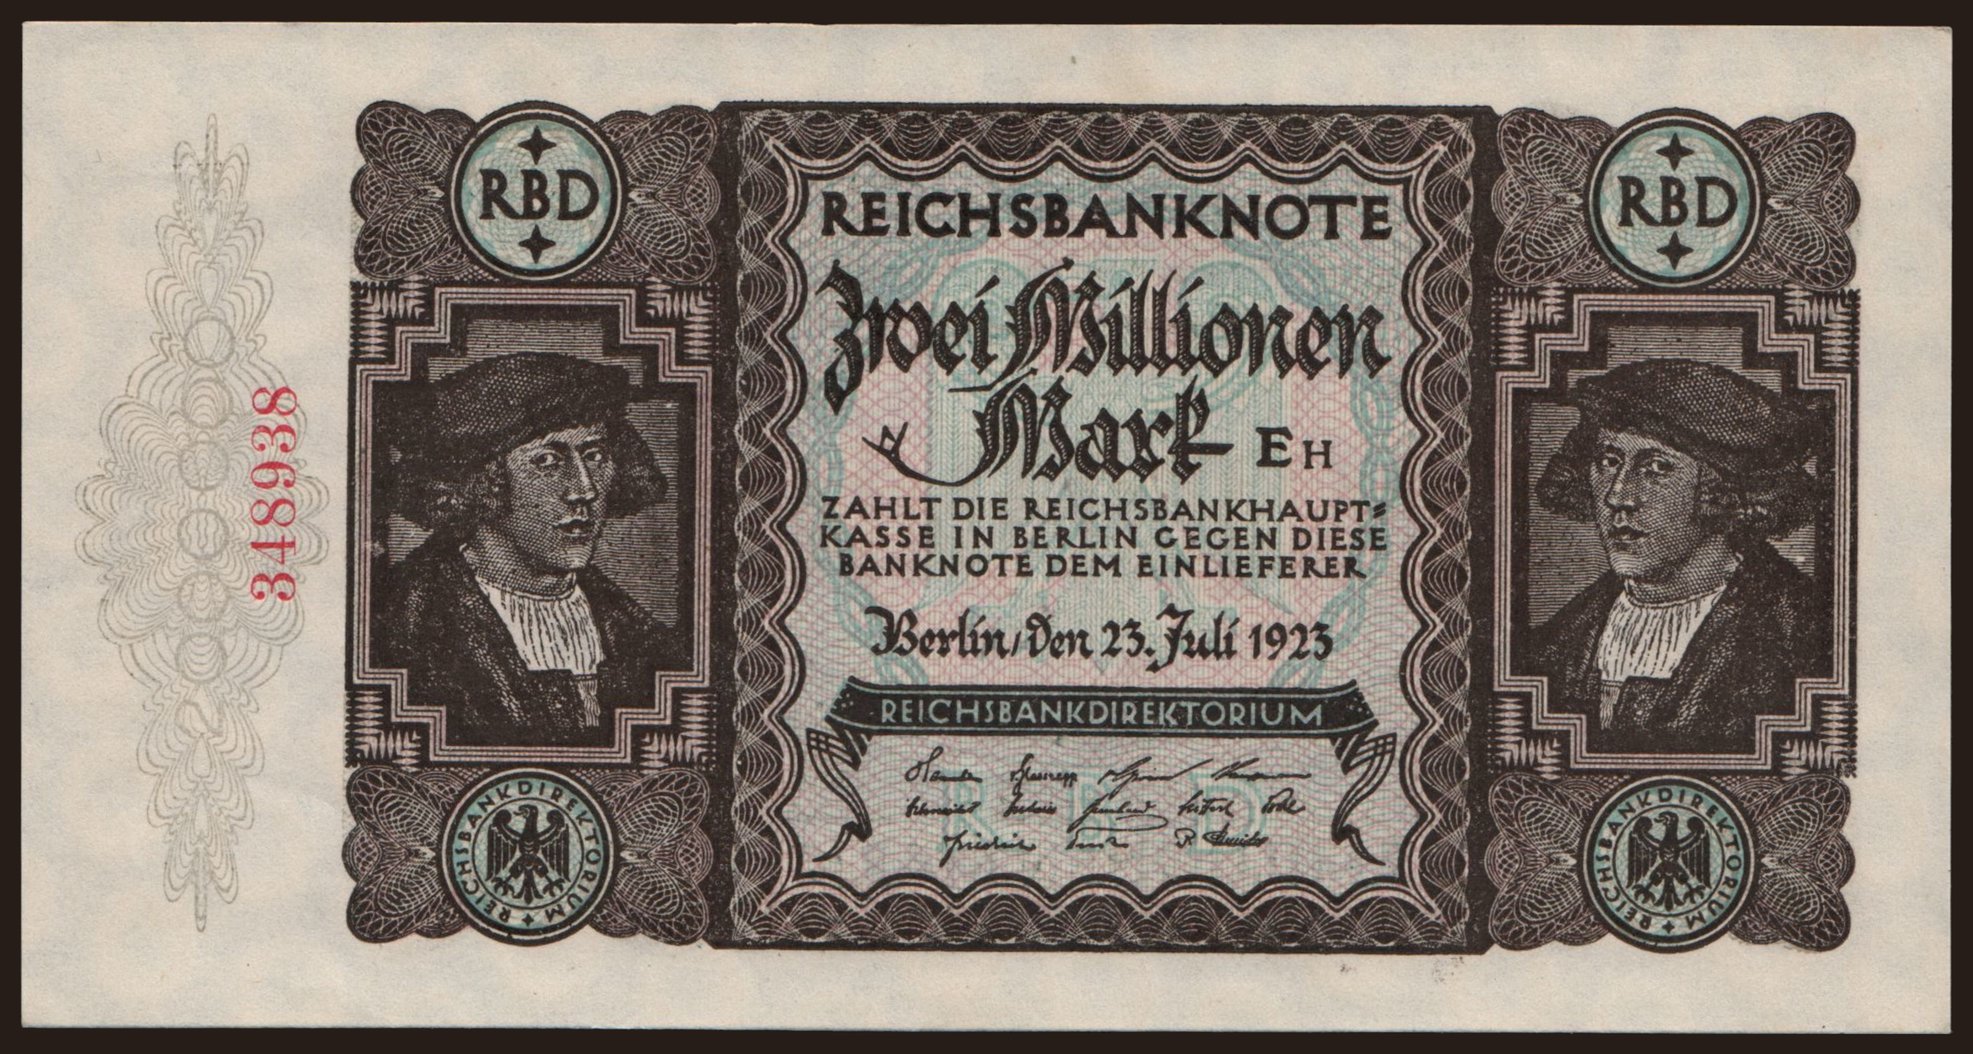 348938
RBD
RBD
REICHSBANKNOTE
Zwei Millionen
Mark EH
ZAHLT DIE REICHSBANKHAUPT=
KASSE IN BERLIN GEGEN DIESE
BANKNOTE DEM EINLIEFERER
Berlin, den 23. Juli 1923
REICHSBANKDIREKTORIUM
REICHSBANKDIREKTORIUM
REICHSBANKDIREKTORIUM